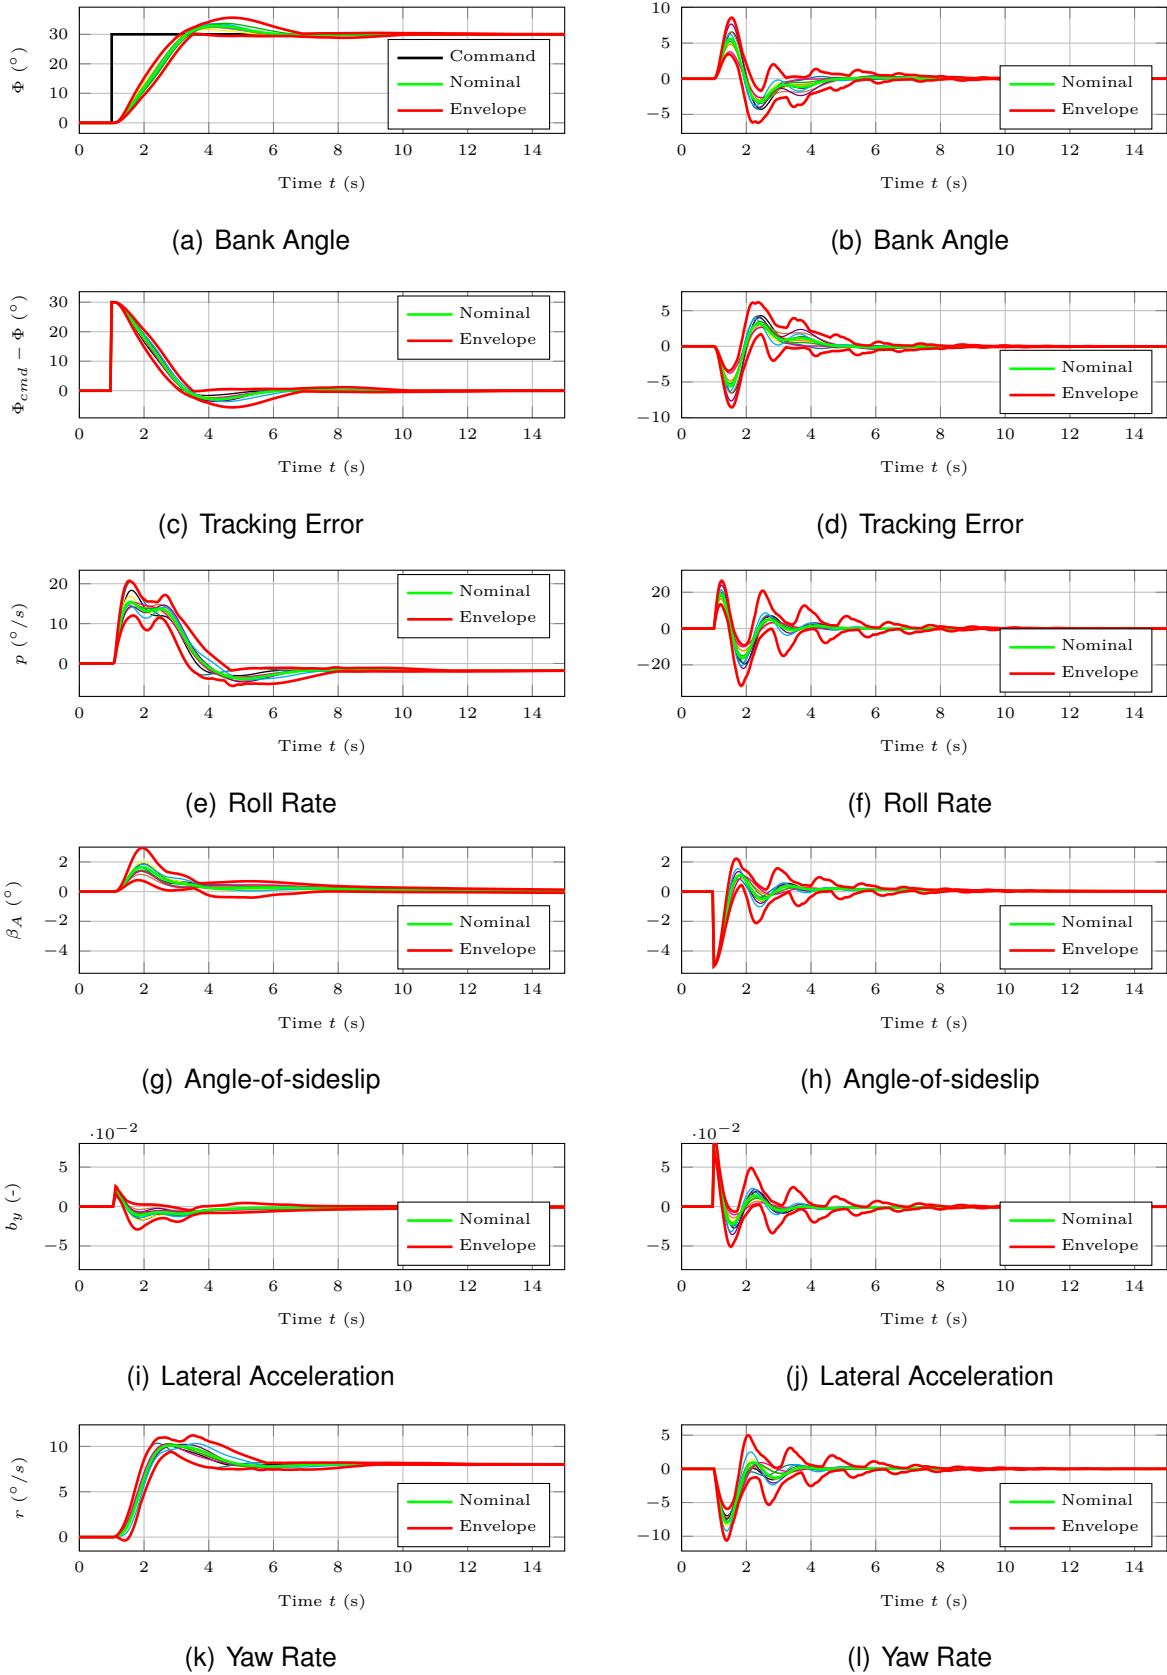 30
20
10
0
Φ (°)
Command
Nominal
Envelope
0 2 4 6 8 10 12 14
Time t (s)
(a) Bank Angle
10
5
0
−5
Nominal
Envelope
0 2 4 6 8 10 12 14
Time t (s)
(b) Bank Angle
30
20
10
0
Φcmd − Φ (°)
Nominal
Envelope
0 2 4 6 8 10 12 14
Time t (s)
(c) Tracking Error
5
0
−5
−10
Nominal
Envelope
0 2 4 6 8 10 12 14
Time t (s)
(d) Tracking Error
20
10
0
p (°/s)
Nominal
Envelope
0 2 4 6 8 10 12 14
Time t (s)
(e) Roll Rate
20
0
−20
Nominal
Envelope
0 2 4 6 8 10 12 14
Time t (s)
(f) Roll Rate
2
0
−2
−4
βA (°)
Nominal
Envelope
0 2 4 6 8 10 12 14
Time t (s)
(g) Angle-of-sideslip
2
0
−2
−4
Nominal
Envelope
0 2 4 6 8 10 12 14
Time t (s)
(h) Angle-of-sideslip
·10−2
5
0
−5
by (-)
Nominal
Envelope
0 2 4 6 8 10 12 14
Time t (s)
(i) Lateral Acceleration
·10−2
5
0
−5
Nominal
Envelope
0 2 4 6 8 10 12 14
Time t (s)
(j) Lateral Acceleration
10
5
0
r (°/s)
Nominal
Envelope
0 2 4 6 8 10 12 14
Time t (s)
(k) Yaw Rate
5
0
−5
−10
Nominal
Envelope
0 2 4 6 8 10 12 14
Time t (s)
(l) Yaw Rate